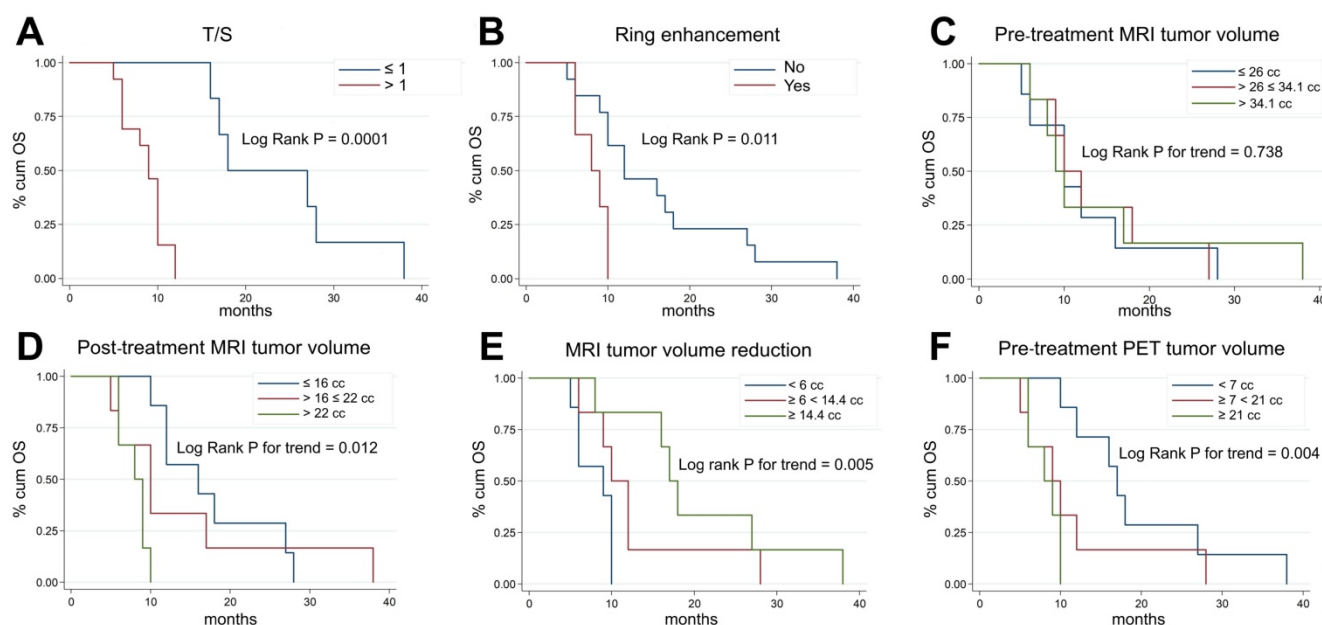 A
T/S
1.00
0.75
0.50
0.25
0.00
% cum OS
≤ 1
> 1
Log Rank P = 0.0001
0 10 20 30 40
months
B
Ring enhancement
1.00
0.75
0.50
0.25
0.00
% cum OS
No
Yes
Log Rank P = 0.011
0 10 20 30 40
months
C
Pre-treatment MRI tumor volume
1.00
0.75
0.50
0.25
0.00
% cum OS
≤ 26 cc
> 26 ≤ 34.1 cc
> 34.1 cc
Log Rank P for trend = 0.738
0 10 20 30 40
months
D
Post-treatment MRI tumor volume
1.00
0.75
0.50
0.25
0.00
% cum OS
≤ 16 cc
> 16 ≤ 22 cc
> 22 cc
Log Rank P for trend = 0.012
0 10 20 30 40
months
E
MRI tumor volume reduction
1.00
0.75
0.50
0.25
0.00
% cum OS
< 6 cc
≥ 6 < 14.4 cc
≥ 14.4 cc
Log rank P for trend = 0.005
0 10 20 30 40
months
F
Pre-treatment PET tumor volume
1.00
0.75
0.50
0.25
0.00
% cum OS
< 7 cc
≥ 7 < 21 cc
≥ 21 cc
Log Rank P for trend = 0.004
0 10 20 30 40
months